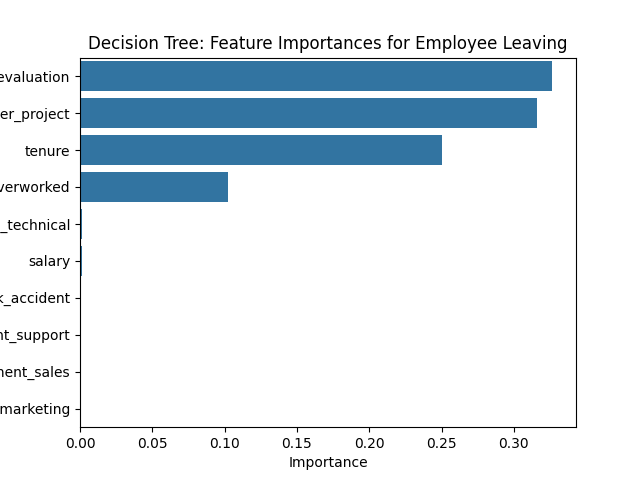 Decision Tree: Feature Importances for Employee Leaving
evaluation
er_project
tenure
verworked
_technical
salary
k_accident
nt_support
nent_sales
marketing
0.00 0.05 0.10 0.15 0.20 0.25 0.30
Importance